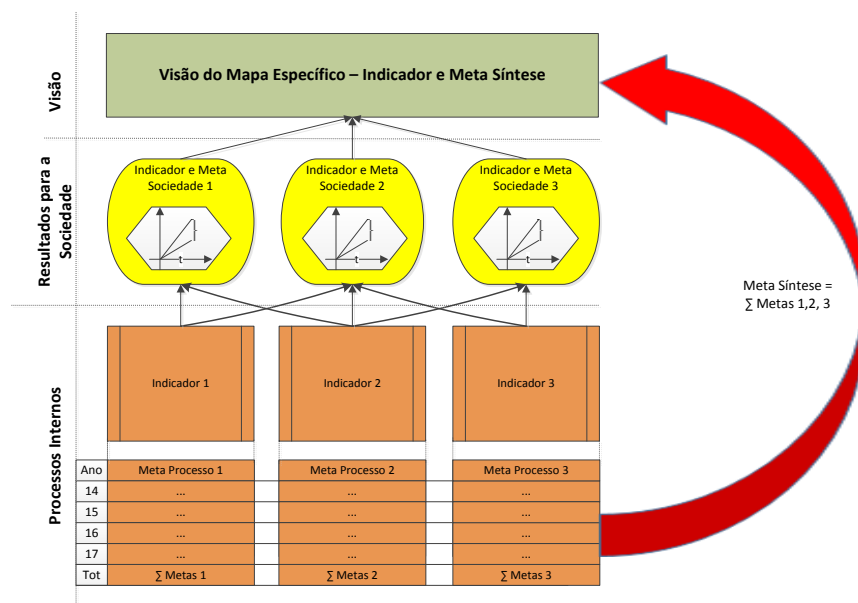 Visão
Visão do Mapa Específico – Indicador e Meta Síntese
Resultados para a
Sociedade
Indicador e Meta
Sociedade 1
t
Indicador e Meta
Sociedade 2
t
Indicador e Meta
Sociedade 3
t
Meta Síntese =
∑ Metas 1,2, 3
Processos Internos
Indicador 1
Indicador 2
Indicador 3
Ano Meta Processo 1 Meta Processo 2 Meta Processo 3
14 ... ... ...
15 ... ... ...
16 ... ... ...
17 ... ... ...
Tot ∑ Metas 1 ∑ Metas 2 ∑ Metas 3